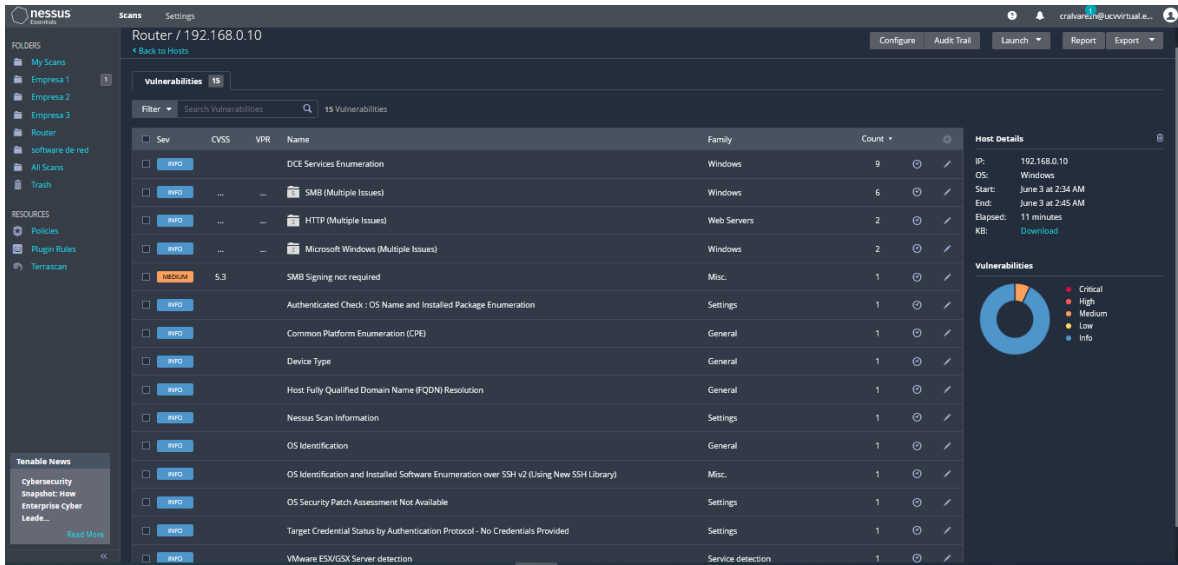 nessus
Essentials
Scans Settings
cralvarezn@ucvvirtual.e...
1
FOLDERS
My Scans
Empresa 1 1
Empresa 2
Empresa 3
Router
software de red
All Scans
Trash
RESOURCES
Policies
Plugin Rules
Terrascan
Tenable News
Cybersecurity
Snapshot: How
Enterprise Cyber
Leade...
Read More
Router / 192.168.0.10
Back to Hosts
Configure Audit Trail Launch Report Export
Vulnerabilities 15
Filter Search Vulnerabilities 15 Vulnerabilities
Sev CVSS VPR Name Family Count
INFO DCE Services Enumeration Windows 9
INFO ... ... SMB (Multiple Issues) Windows 6
INFO ... ... HTTP (Multiple Issues) Web Servers 2
INFO ... ... Microsoft Windows (Multiple Issues) Windows 2
MEDIUM 5.3 SMB Signing not required Misc. 1
INFO Authenticated Check : OS Name and Installed Package Enumeration Settings 1
INFO Common Platform Enumeration (CPE) General 1
INFO Device Type General 1
INFO Host Fully Qualified Domain Name (FQDN) Resolution General 1
INFO Nessus Scan Information Settings 1
INFO OS Identification General 1
INFO OS Identification and Installed Software Enumeration over SSH v2 (Using New SSH Library) Misc. 1
INFO OS Security Patch Assessment Not Available Settings 1
INFO Target Credential Status by Authentication Protocol - No Credentials Provided Settings 1
INFO VMware ESX/GSX Server detection Service detection 1
Host Details
IP: 192.168.0.10
OS: Windows
Start: June 3 at 2:34 AM
End: June 3 at 2:45 AM
Elapsed: 11 minutes
KB: Download
Vulnerabilities
Critical
High
Medium
Low
Info